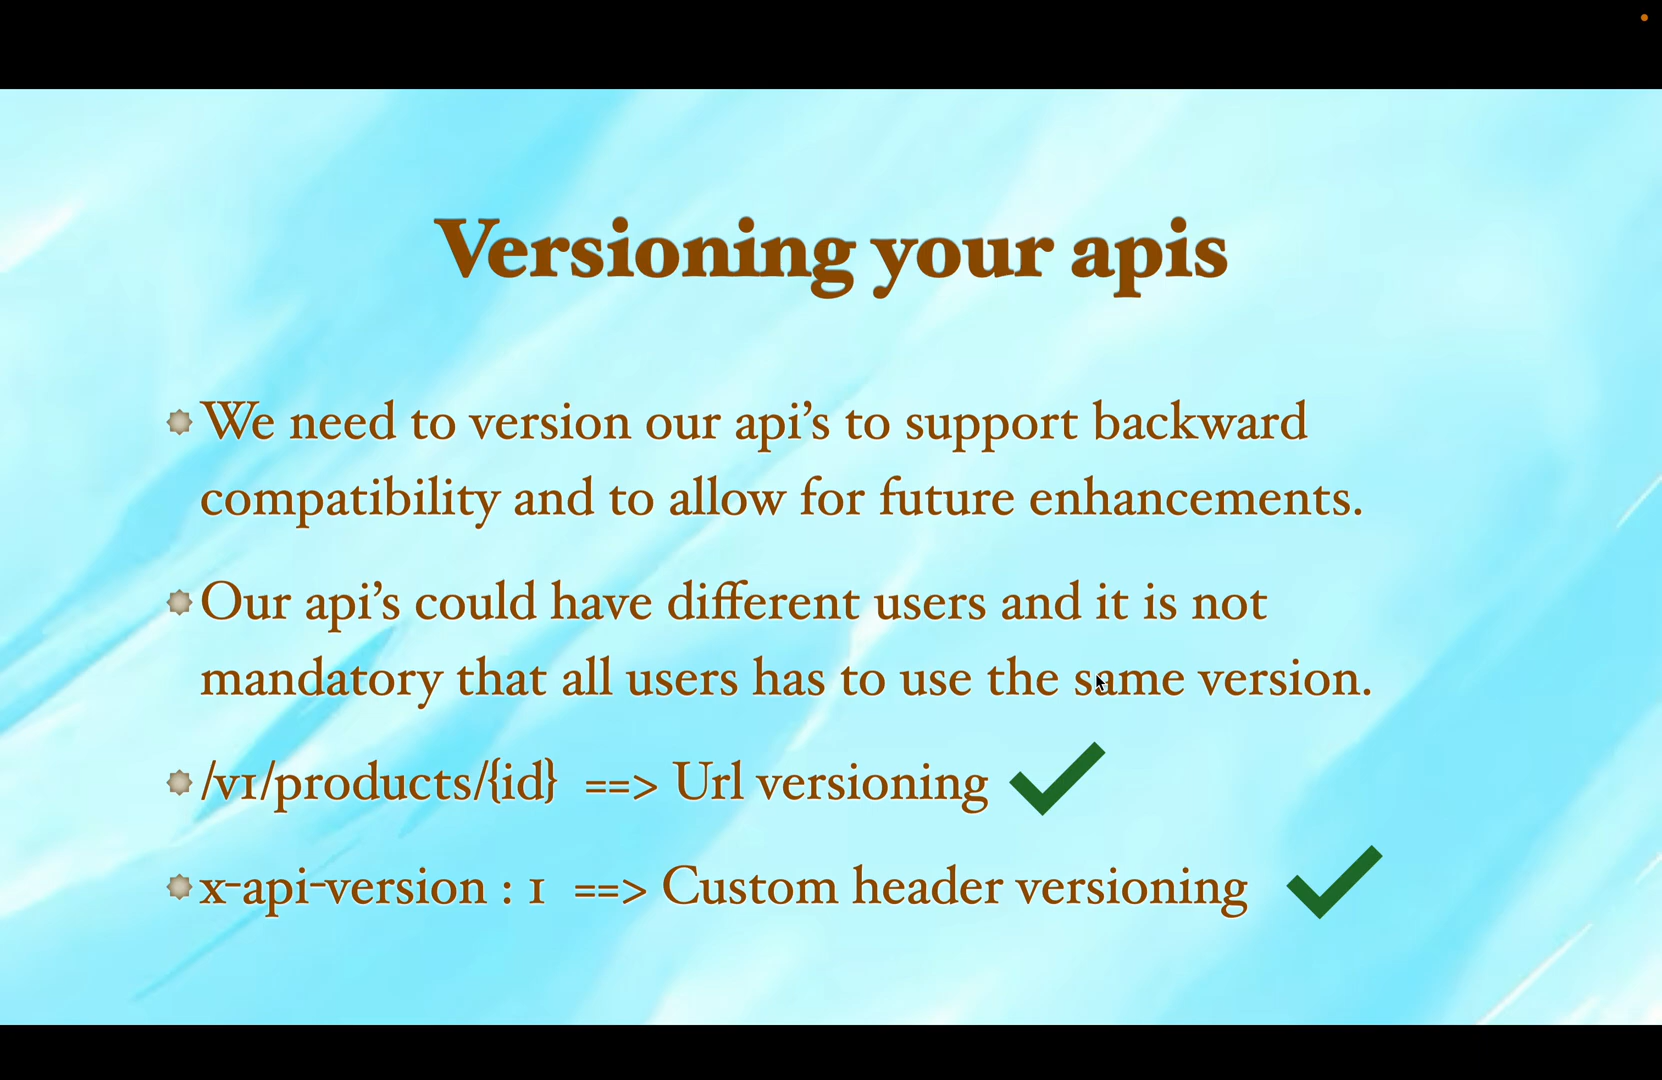 Versioning your apis
We need to version our api’s to support backward
compatibility and to allow for future enhancements.
Our api’s could have different users and it is not
mandatory that all users has to use the same version.
/v1/products/{id} ==> Url versioning
x-api-version : 1 ==> Custom header versioning